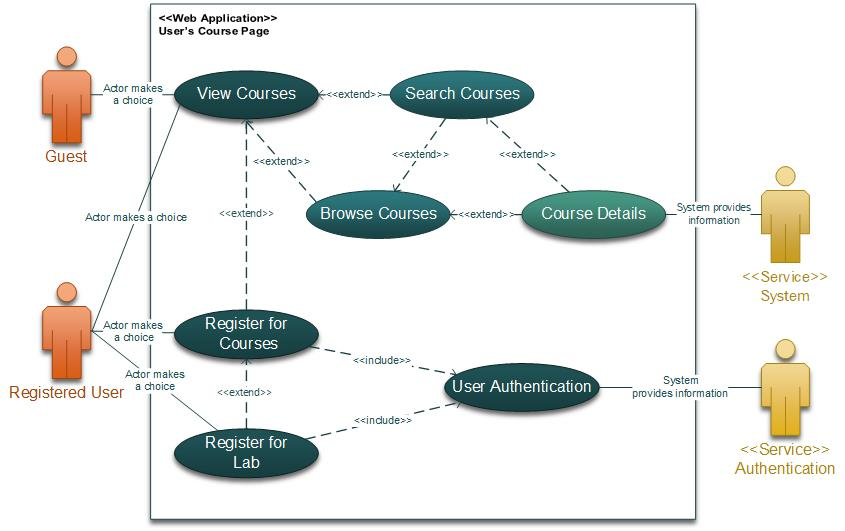 <<Web Application>>
User's Course Page
View Courses
Search Courses
Browse Courses
Course Details
Register for
Courses
User Authentication
Register for
Lab
Guest
Registered User
<<Service>>
System
<<Service>>
Authentication
Actor makes
a choice
Actor makes a choice
Actor makes
a choice
Actor makes
a choice
<<extend>>
<<extend>>
<<extend>>
<<extend>>
<<extend>>
<<extend>>
<<extend>>
<<include>>
<<include>>
System provides
information
System
provides information